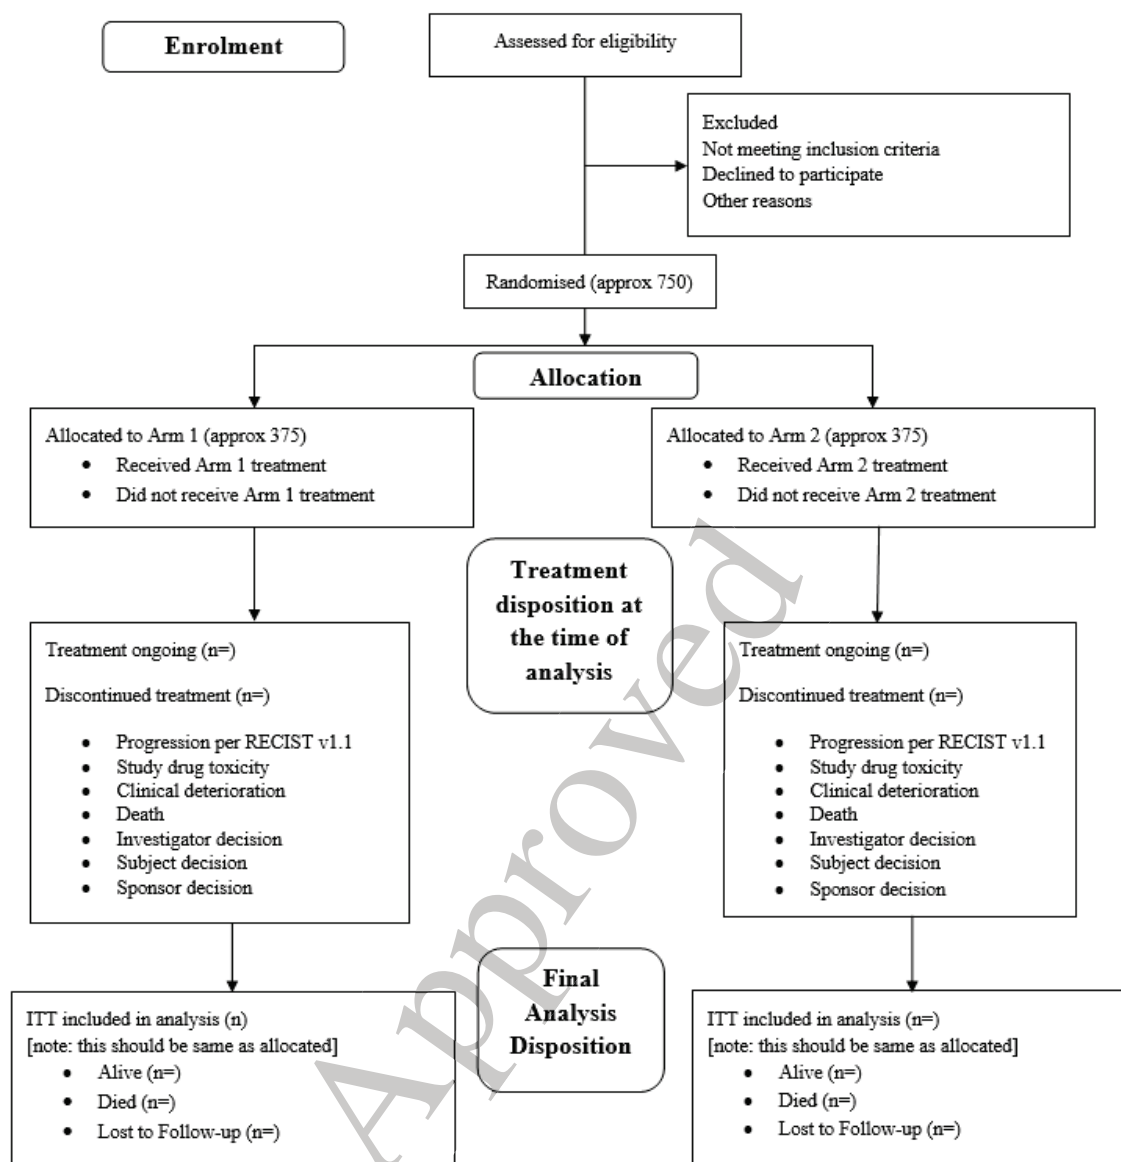 Enrolment
Assessed for eligibility
Excluded
Not meeting inclusion criteria
Declined to participate
Other reasons
Randomised (approx 750)
Allocation
Allocated to Arm 1 (approx 375)
• Received Arm 1 treatment
• Did not receive Arm 1 treatment
Allocated to Arm 2 (approx 375)
• Received Arm 2 treatment
• Did not receive Arm 2 treatment
Treatment
disposition at
the time of
analysis
Treatment ongoing (n=)
Discontinued treatment (n=)
• Progression per RECIST v1.1
• Study drug toxicity
• Clinical deterioration
• Death
• Investigator decision
• Subject decision
• Sponsor decision
Treatment ongoing (n=)
Discontinued treatment (n=)
• Progression per RECIST v1.1
• Study drug toxicity
• Clinical deterioration
• Death
• Investigator decision
• Subject decision
• Sponsor decision
Final
Analysis
Disposition
ITT included in analysis (n)
[note: this should be same as allocated]
• Alive (n=)
• Died (n=)
• Lost to Follow-up (n=)
ITT included in analysis (n=)
[note: this should be same as allocated]
• Alive (n=)
• Died (n=)
• Lost to Follow-up (n=)
Approved